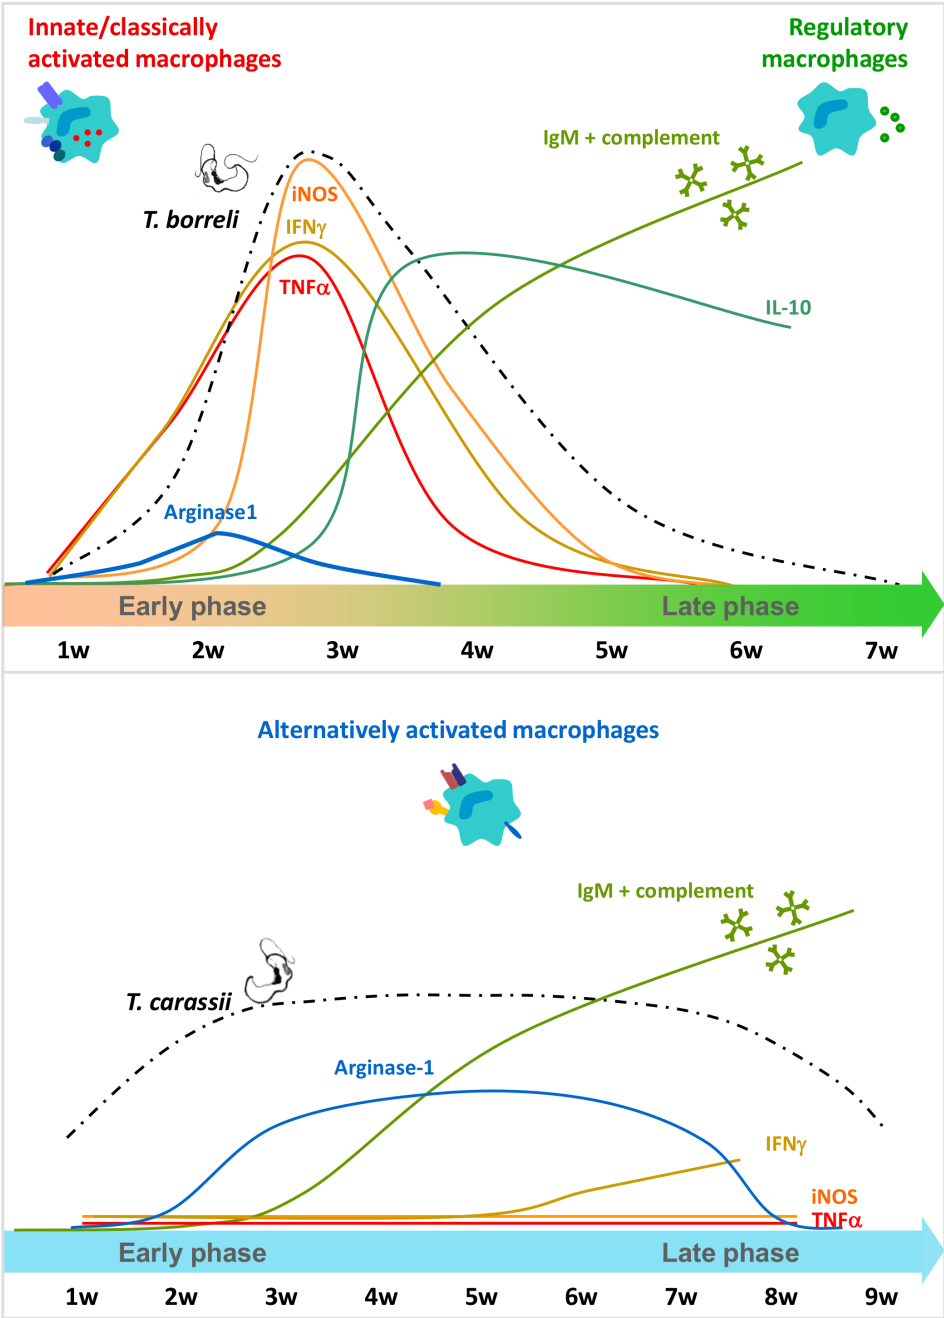 Innate/classically
activated macrophages
Regulatory
macrophages
IgM + complement
iNOS
T. borreli
IFNγ
TNFα
IL-10
Arginase1
Early phase
Late phase
1w 2w 3w 4w 5w 6w 7w
Alternatively activated macrophages
IgM + complement
T. carassii
Arginase-1
IFNγ
iNOS
TNFα
Early phase
Late phase
1w 2w 3w 4w 5w 6w 7w 8w 9w